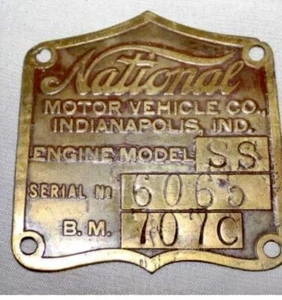 National
MOTOR VEHICLE CO.
INDIANAPOLIS, IND.
ENGINE MODEL SS
SERIAL No 6065
B.M. 707C